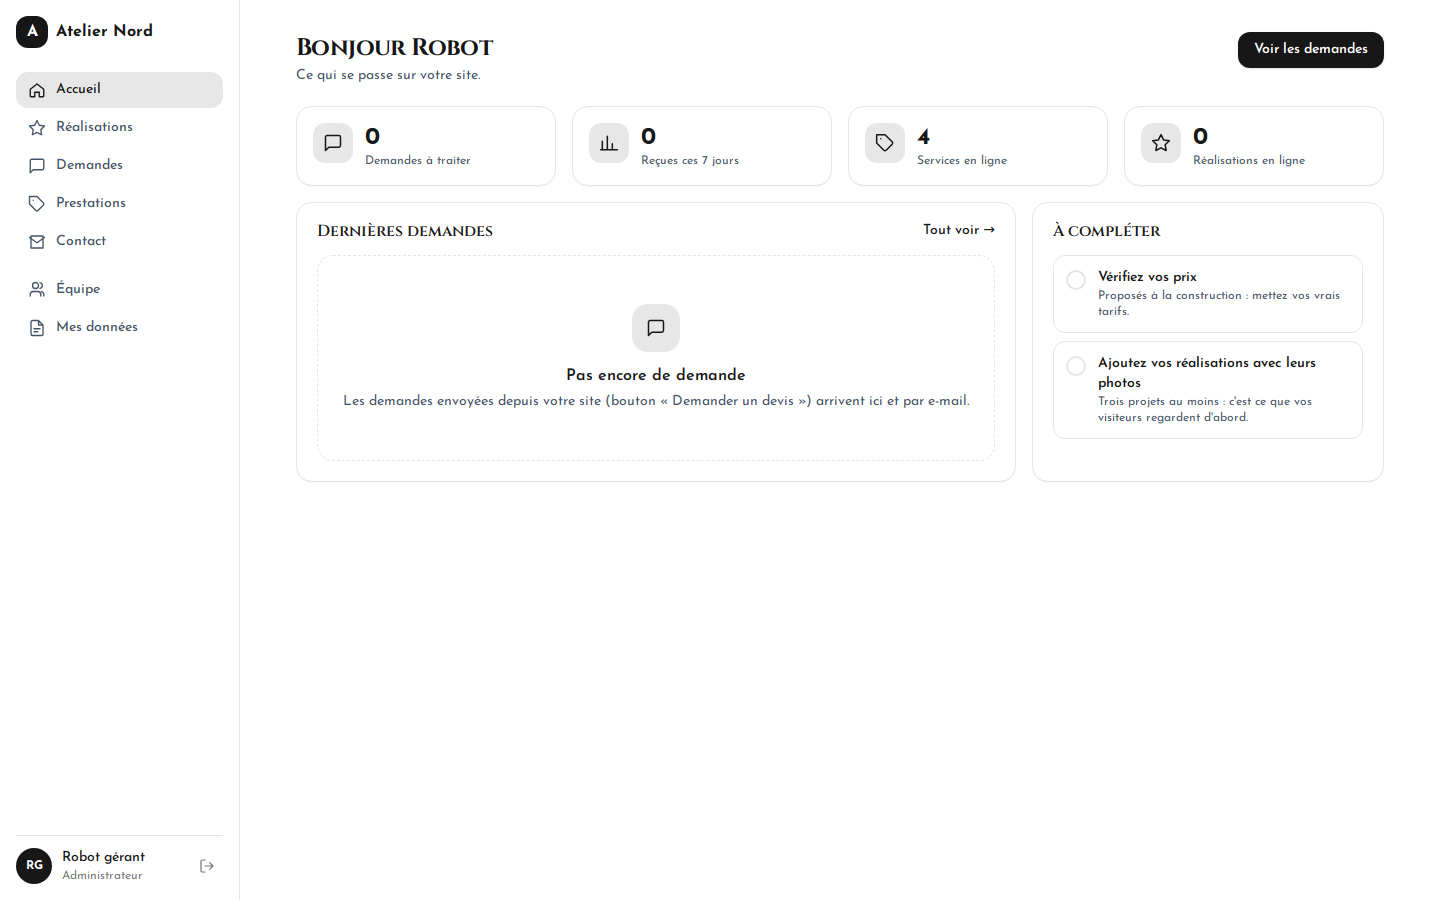 A Atelier Nord
Accueil
Réalisations
Demandes
Prestations
Contact
Équipe
Mes données
RG
Robot gérant
Administrateur
Bonjour Robot
Ce qui se passe sur votre site.
Voir les demandes
0
Demandes à traiter
0
Reçues ces 7 jours
4
Services en ligne
0
Réalisations en ligne
Dernières demandes
Tout voir →
Pas encore de demande
Les demandes envoyées depuis votre site (bouton « Demander un devis ») arrivent ici et par e-mail.
À compléter
Vérifiez vos prix
Proposés à la construction : mettez vos vrais
tarifs.
Ajoutez vos réalisations avec leurs
photos
Trois projets au moins : c'est ce que vos
visiteurs regardent d'abord.